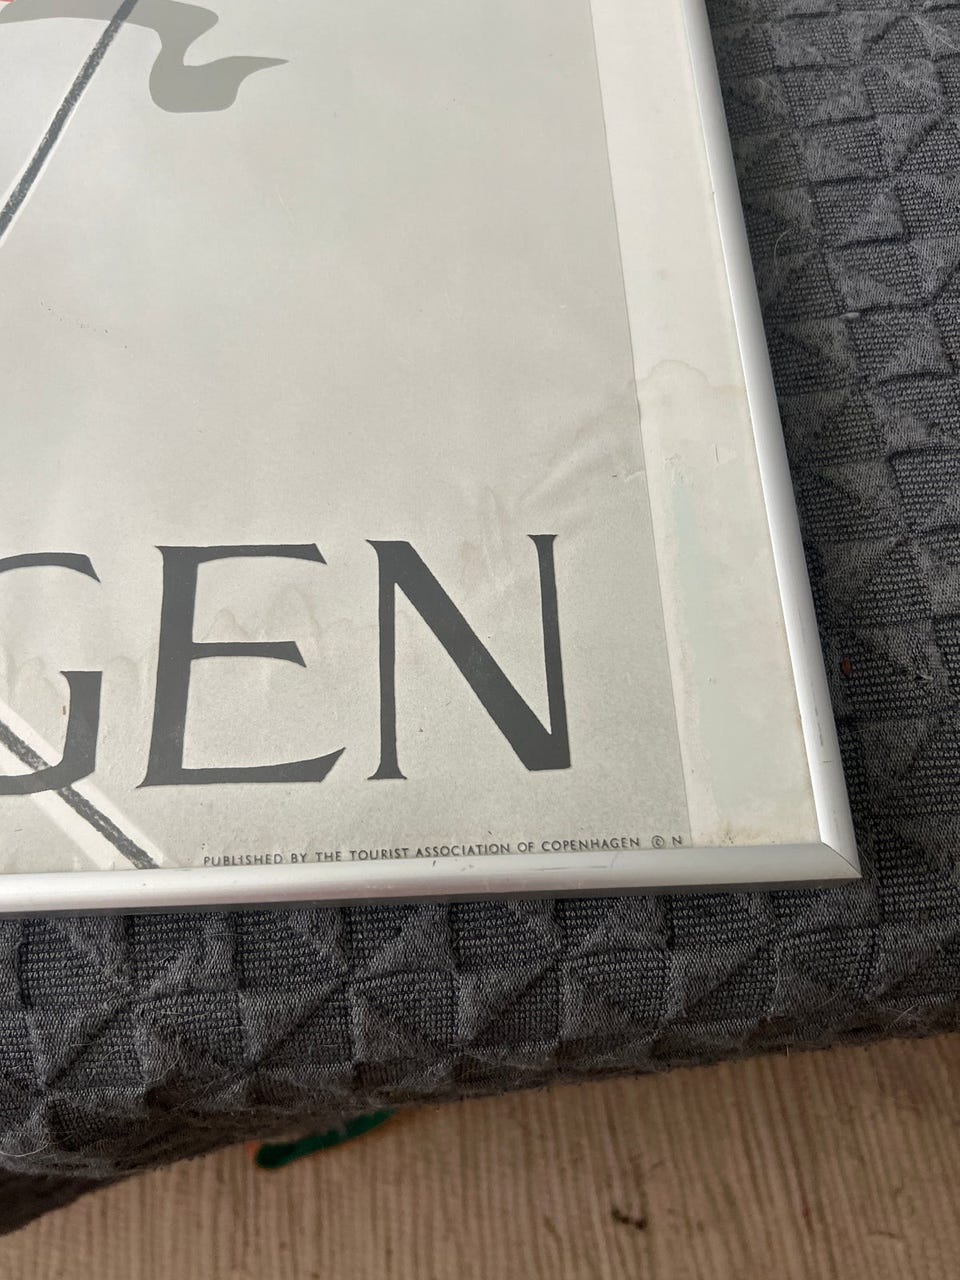 GEN
PUBLISHED BY THE TOURIST ASSOCIATION OF COPENHAGEN © N